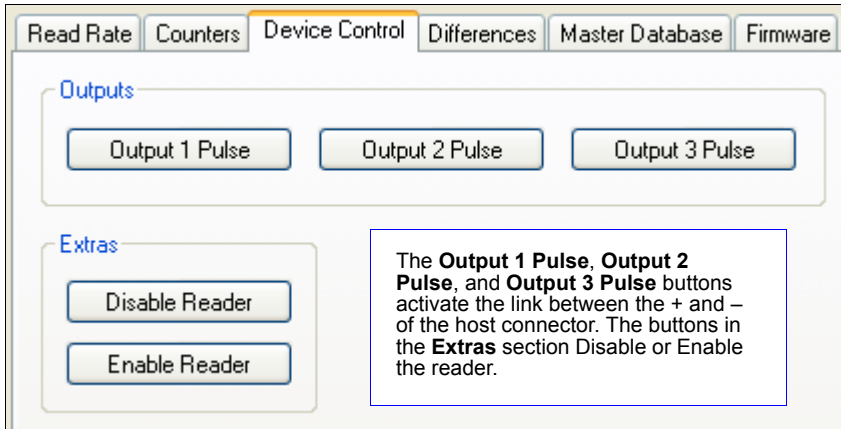 Read Rate Counters Device Control Differences Master Database Firmware
Outputs
Output 1 Pulse Output 2 Pulse Output 3 Pulse
Extras
Disable Reader
Enable Reader
The Output 1 Pulse, Output 2
Pulse, and Output 3 Pulse buttons
activate the link between the + and –
of the host connector. The buttons in
the Extras section Disable or Enable
the reader.